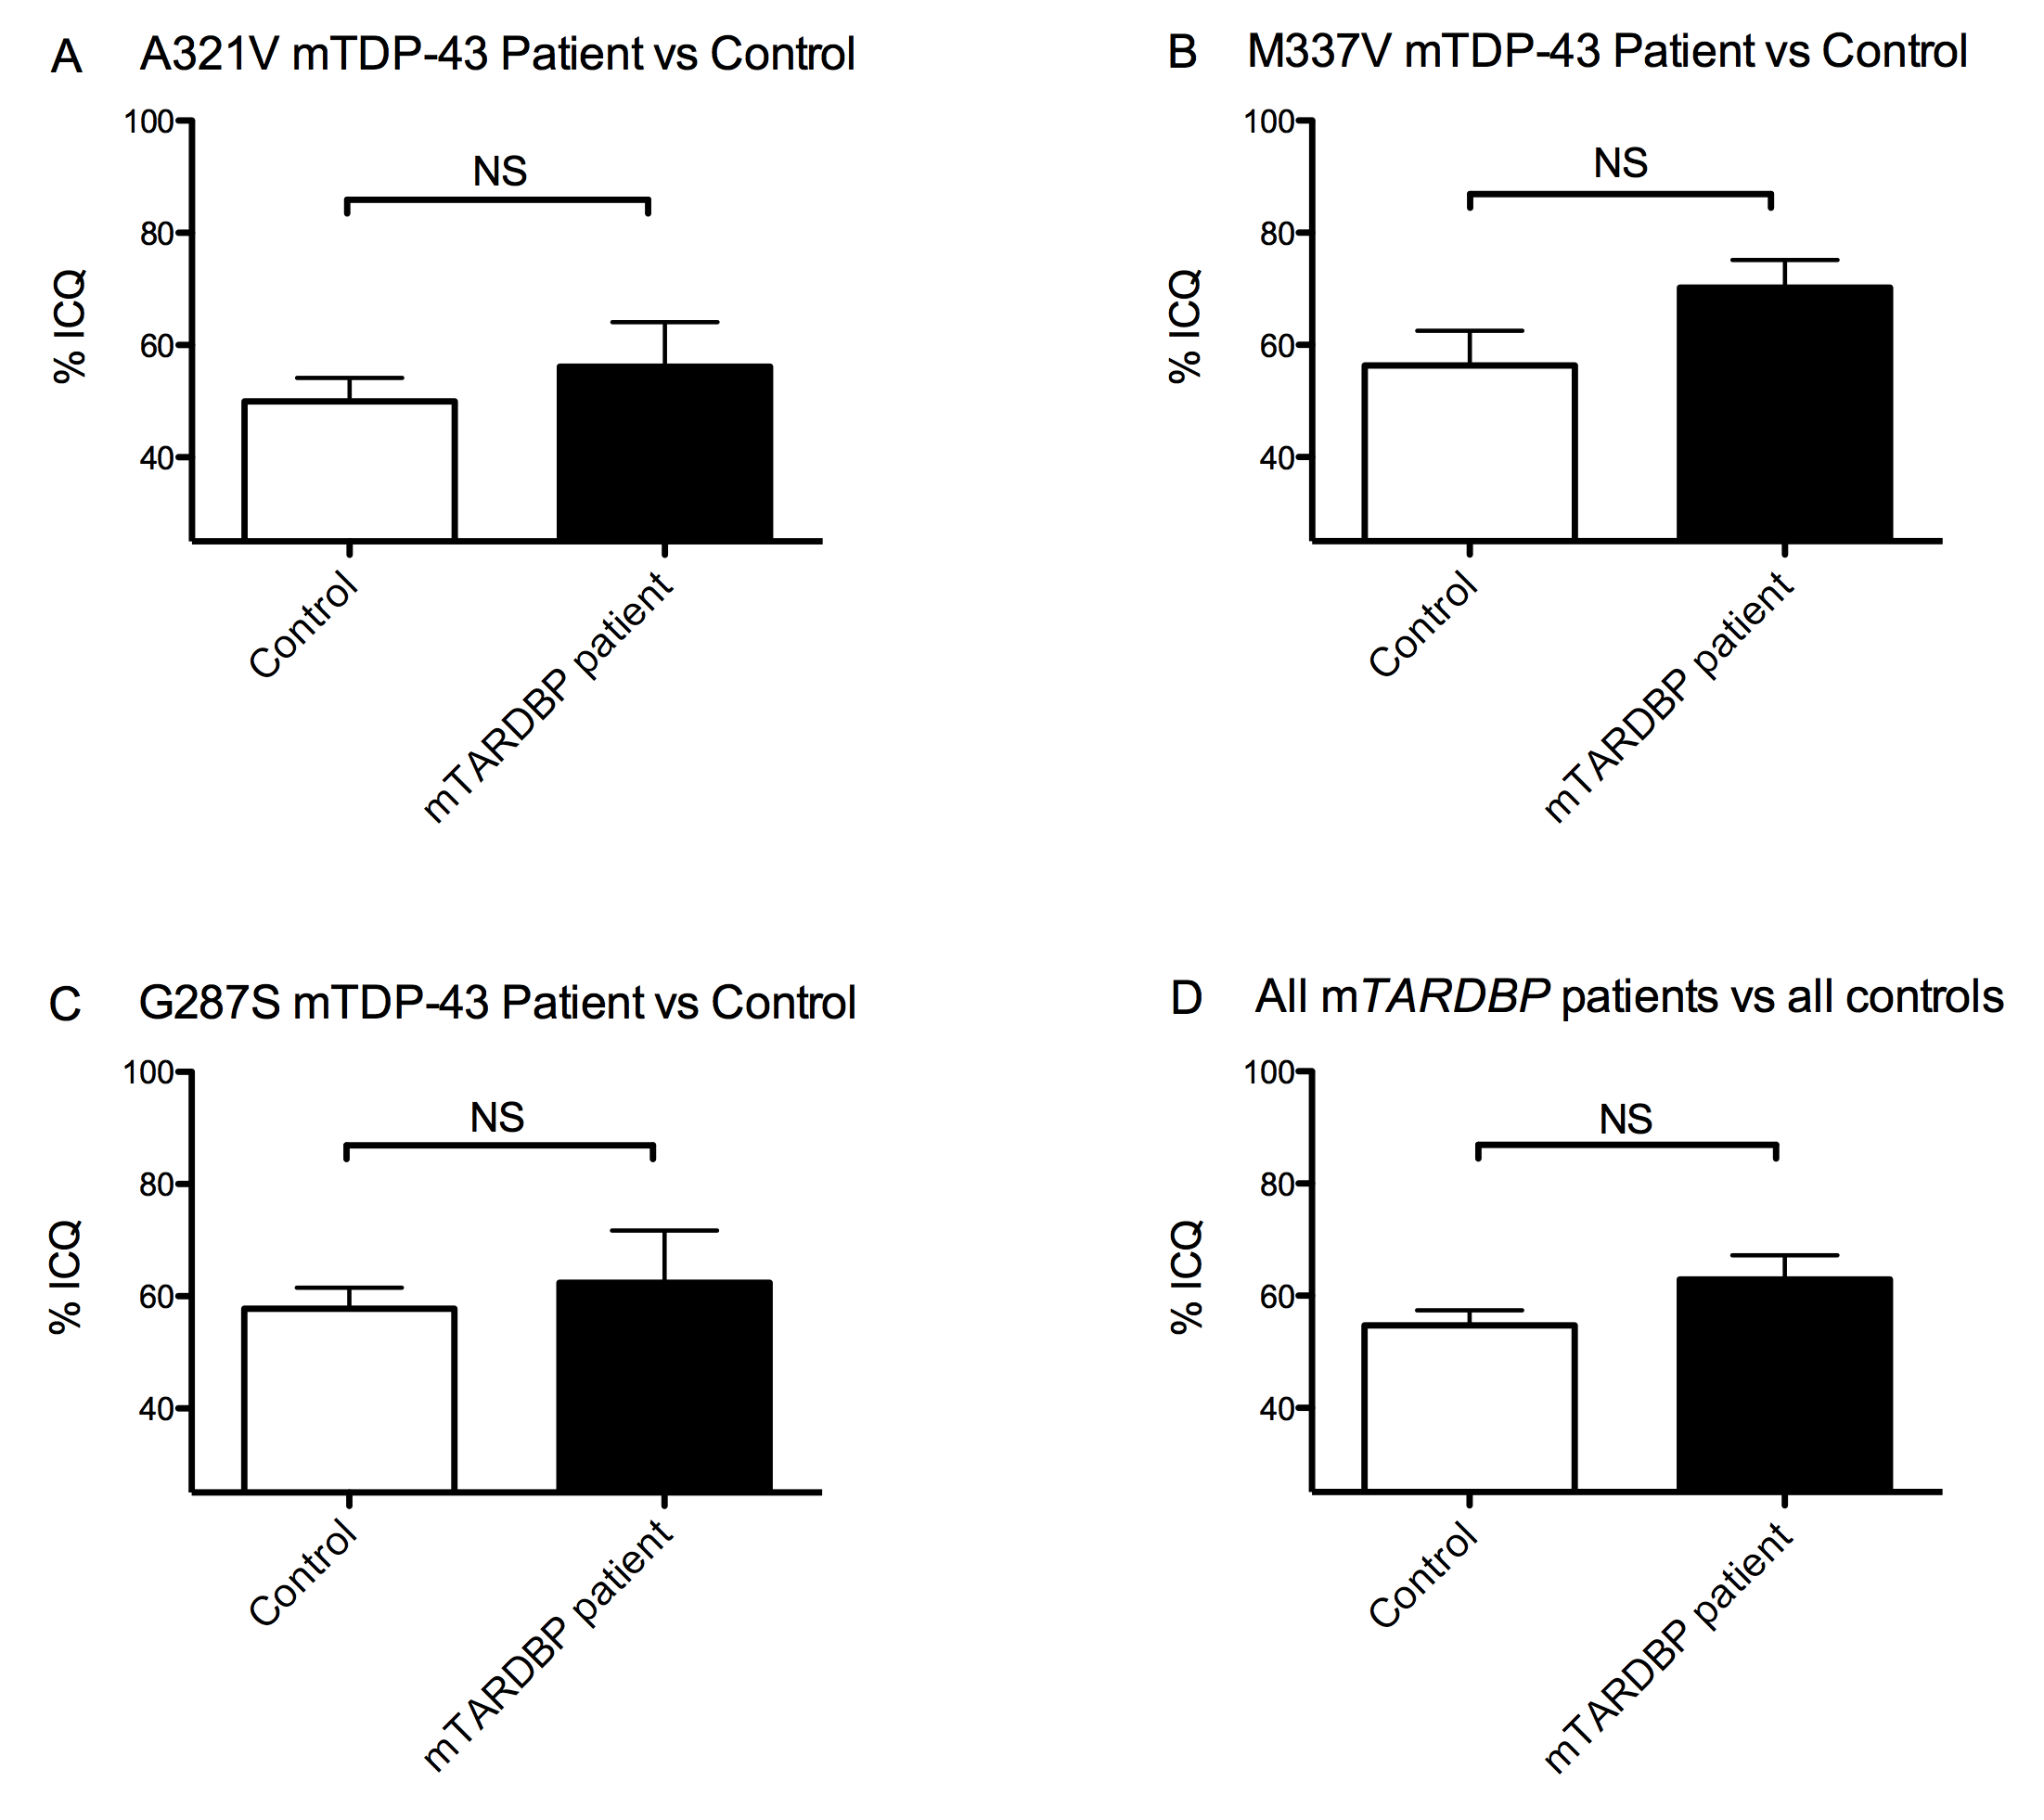 A A321V mTDP-43 Patient vs Control
100
80
60
40
% ICQ
NS
Control
mTARDBP patient
B M337V mTDP-43 Patient vs Control
100
80
60
40
% ICQ
NS
Control
mTARDBP patient
C G287S mTDP-43 Patient vs Control
100
80
60
40
% ICQ
NS
Control
mTARDBP patient
D All mTARDBP patients vs all controls
100
80
60
40
% ICQ
NS
Control
mTARDBP patient